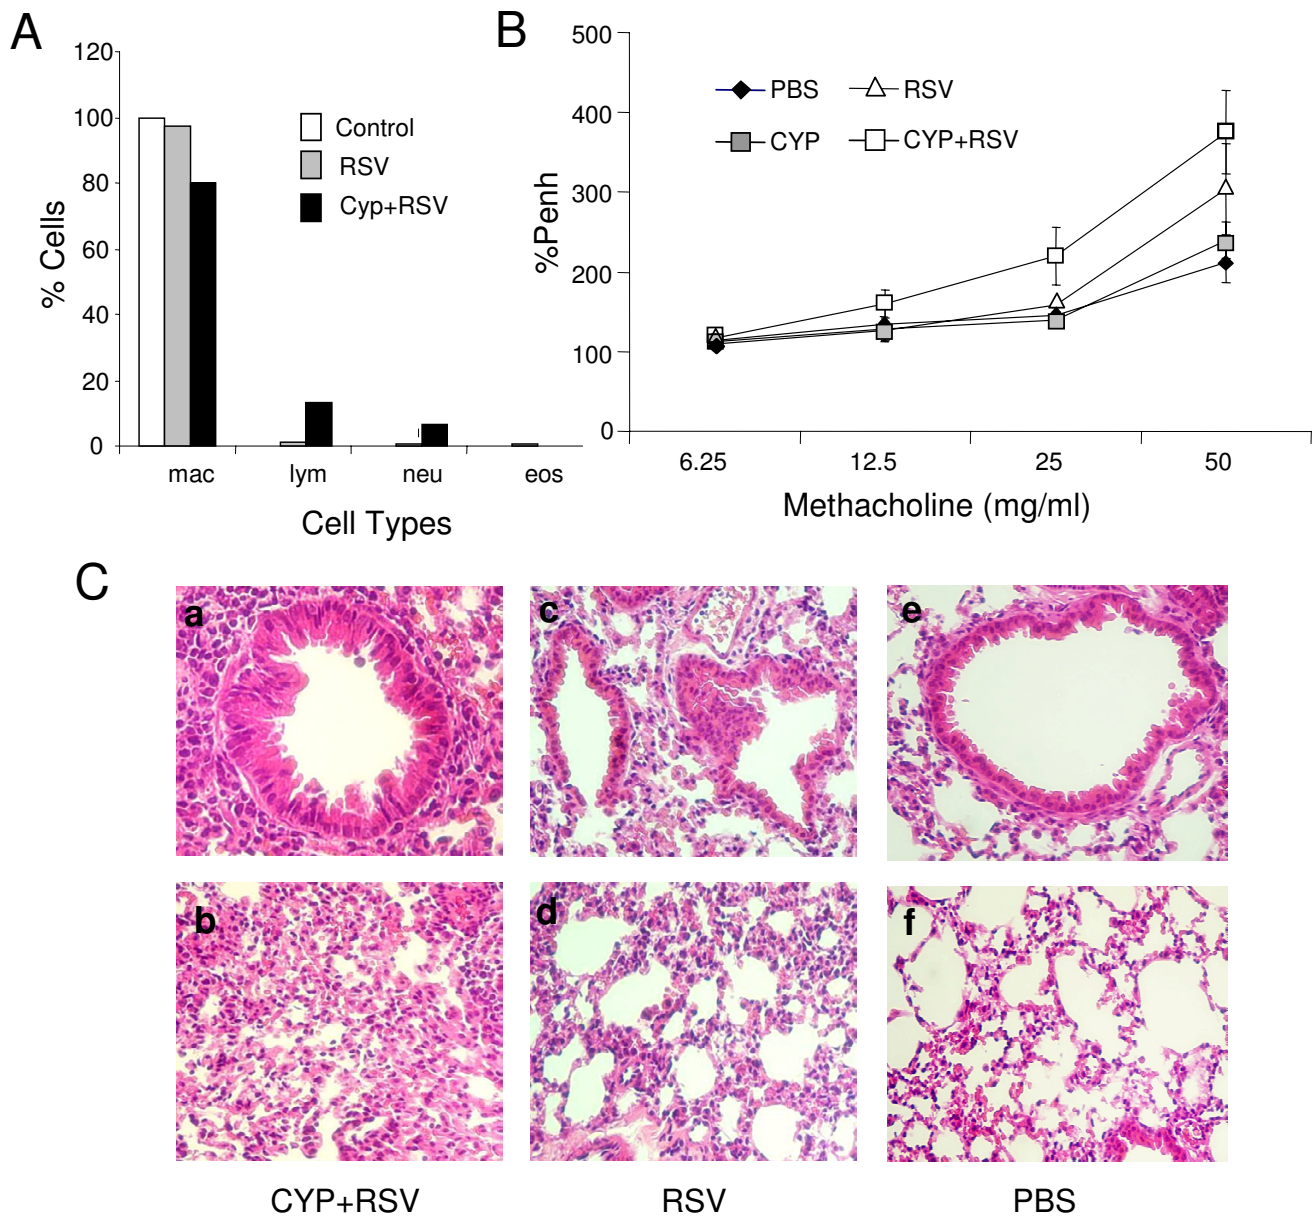 A
120
100
80
60
40
20
0
% Cells
Control
RSV
Cyp+RSV
mac lym neu eos
Cell Types
B
500
400
300
200
100
0
%Penh
PBS RSV
CYP CYP+RSV
6.25 12.5 25 50
Methacholine (mg/ml)
C
a c e
b d f
CYP+RSV RSV PBS